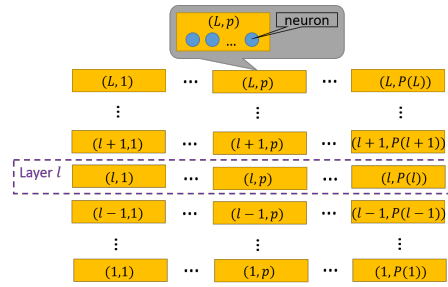 (L, p)
neuron
...
(L, 1) ... (L, p) ... (L, P(L))
⋮ ⋮ ⋮
(l + 1,1) ... (l + 1, p) ... (l + 1, P(l + 1))
Layer l (l, 1) ... (l, p) ... (l, P(l))
(l − 1,1) ... (l − 1, p) ... (l − 1, P(l − 1))
⋮ ⋮ ⋮
(1,1) ... (1, p) ... (1, P(1))